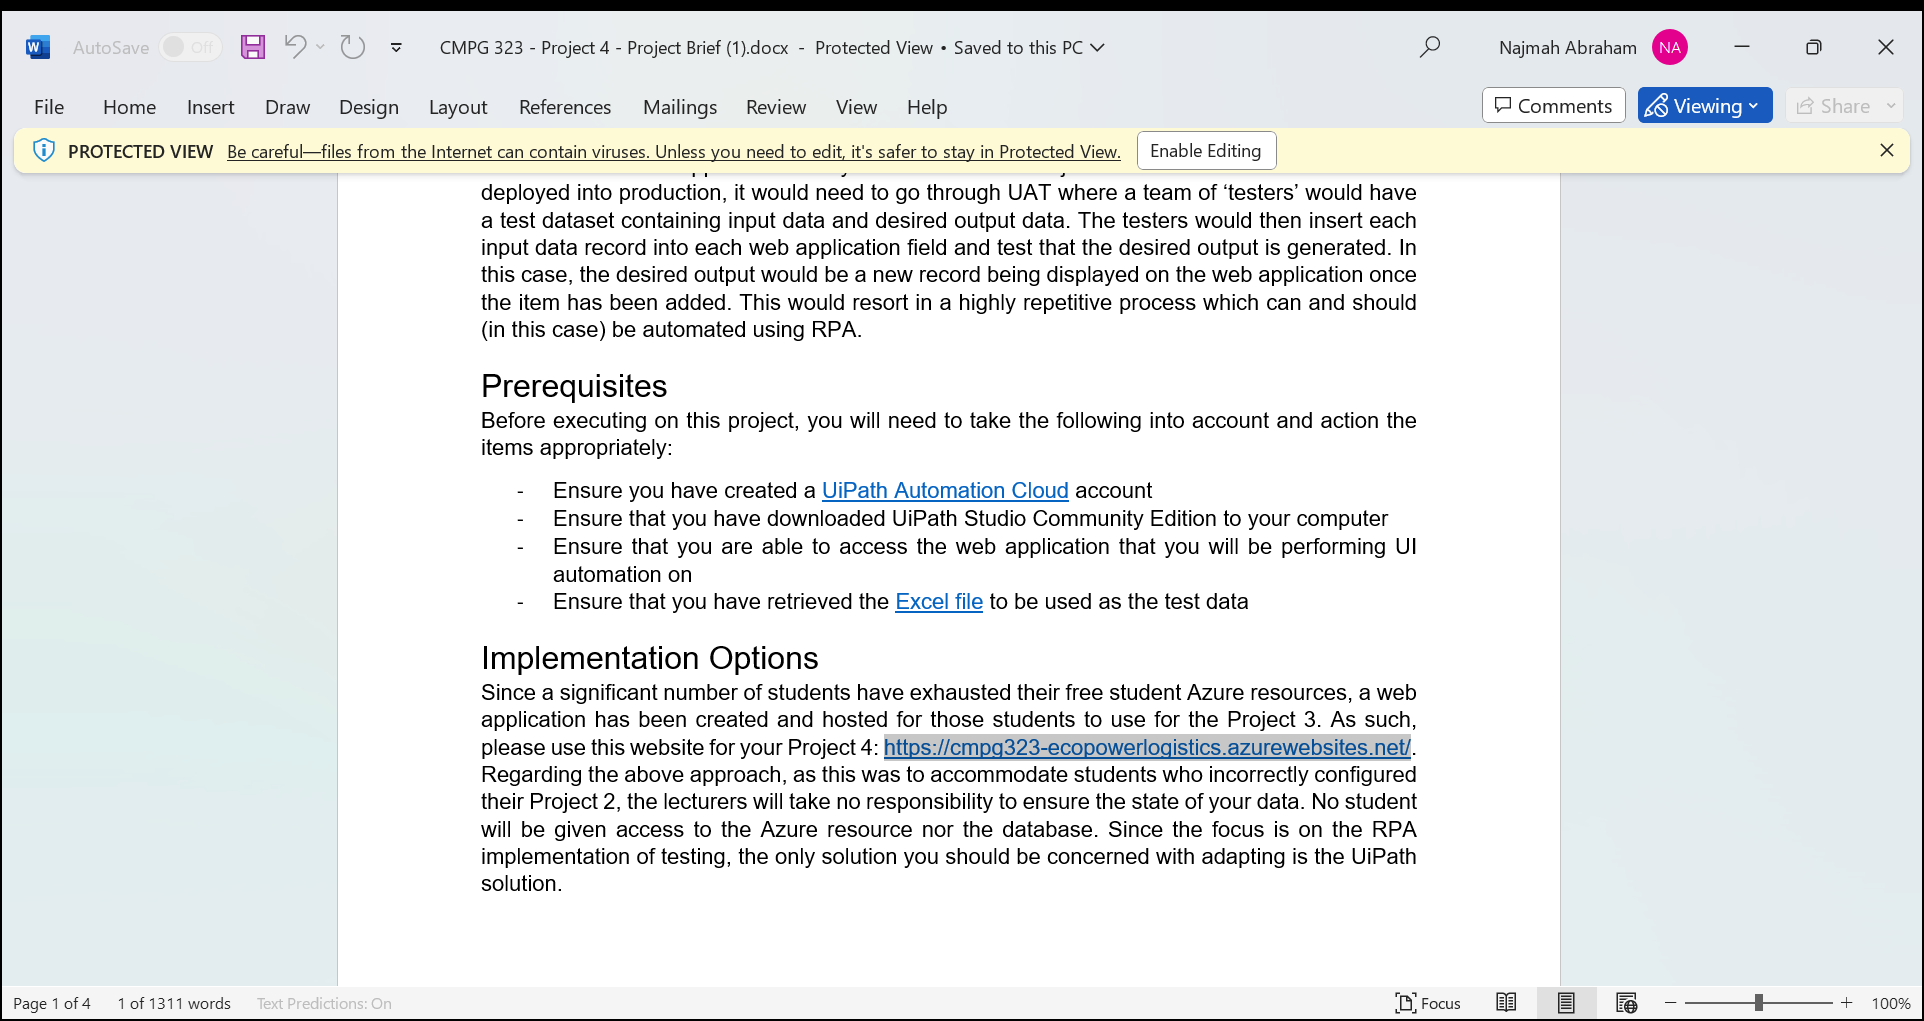 AutoSave Off CMPG 323 - Project 4 - Project Brief (1).docx - Protected View • Saved to this PC Najmah Abraham NA
File Home Insert Draw Design Layout References Mailings Review View Help Comments Viewing Share
PROTECTED VIEW Be careful—files from the Internet can contain viruses. Unless you need to edit, it's safer to stay in Protected View. Enable Editing
deployed into production, it would need to go through UAT where a team of ‘testers’ would have
a test dataset containing input data and desired output data. The testers would then insert each
input data record into each web application field and test that the desired output is generated. In
this case, the desired output would be a new record being displayed on the web application once
the item has been added. This would resort in a highly repetitive process which can and should
(in this case) be automated using RPA.
Prerequisites
Before executing on this project, you will need to take the following into account and action the
items appropriately:
- Ensure you have created a UiPath Automation Cloud account
- Ensure that you have downloaded UiPath Studio Community Edition to your computer
- Ensure that you are able to access the web application that you will be performing UI
automation on
- Ensure that you have retrieved the Excel file to be used as the test data
Implementation Options
Since a significant number of students have exhausted their free student Azure resources, a web
application has been created and hosted for those students to use for the Project 3. As such,
please use this website for your Project 4: https://cmpg323-ecopowerlogistics.azurewebsites.net/.
Regarding the above approach, as this was to accommodate students who incorrectly configured
their Project 2, the lecturers will take no responsibility to ensure the state of your data. No student
will be given access to the Azure resource nor the database. Since the focus is on the RPA
implementation of testing, the only solution you should be concerned with adapting is the UiPath
solution.
Page 1 of 4 1 of 1311 words Text Predictions: On Focus 100%